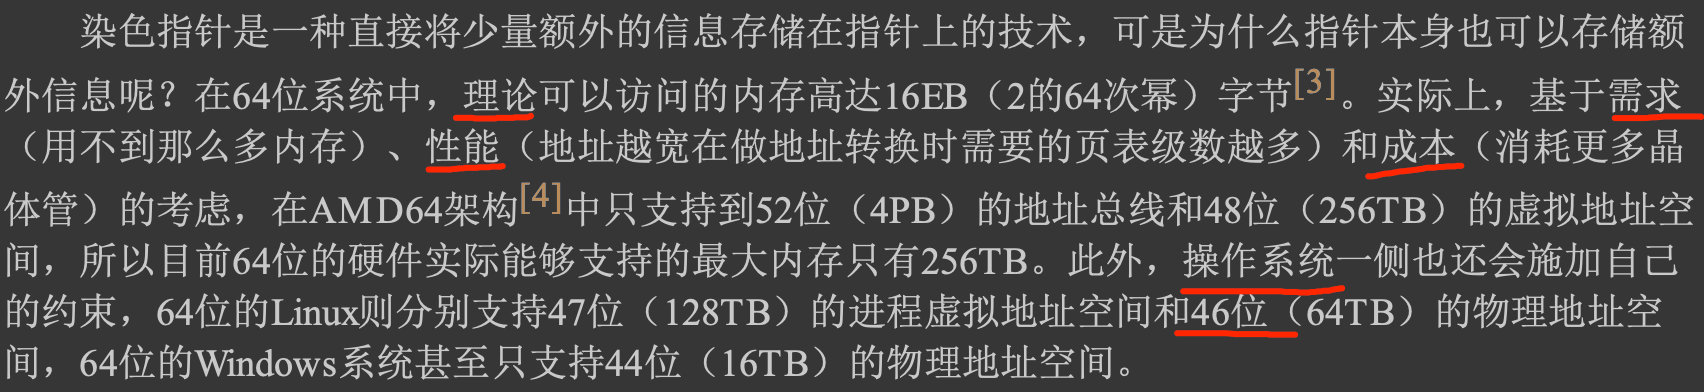 染色指针是一种直接将少量额外的信息存储在指针上的技术，可是为什么指针本身也可以存储额
外信息呢？在64位系统中，理论可以访问的内存高达16EB（2的64次幂）字节[3]。实际上，基于需求
（用不到那么多内存）、性能（地址越宽在做地址转换时需要的页表级数越多）和成本（消耗更多晶
体管）的考虑，在AMD64架构[4]中只支持到52位（4PB）的地址总线和48位（256TB）的虚拟地址空
间，所以目前64位的硬件实际能够支持的最大内存只有256TB。此外，操作系统一侧也还会施加自己
的约束，64位的Linux则分别支持47位（128TB）的进程虚拟地址空间和46位（64TB）的物理地址空
间，64位的Windows系统甚至只支持44位（16TB）的物理地址空间。